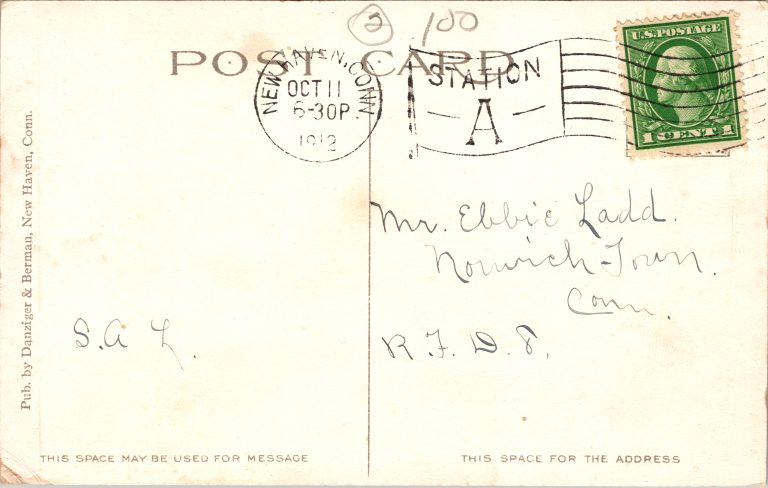 2 100
POST CARD
NEW HAVEN, CONN
OCT 11
6-30P.
1912
STATION
A
U.S. POSTAGE
1 CENT 1
Pub. by Danziger & Berman, New Haven, Conn.
Mr. Ebbie Ladd.
Norwich-Town.
Conn.
R. F. D. 8.
S. A L.
THIS SPACE MAY BE USED FOR MESSAGE
THIS SPACE FOR THE ADDRESS